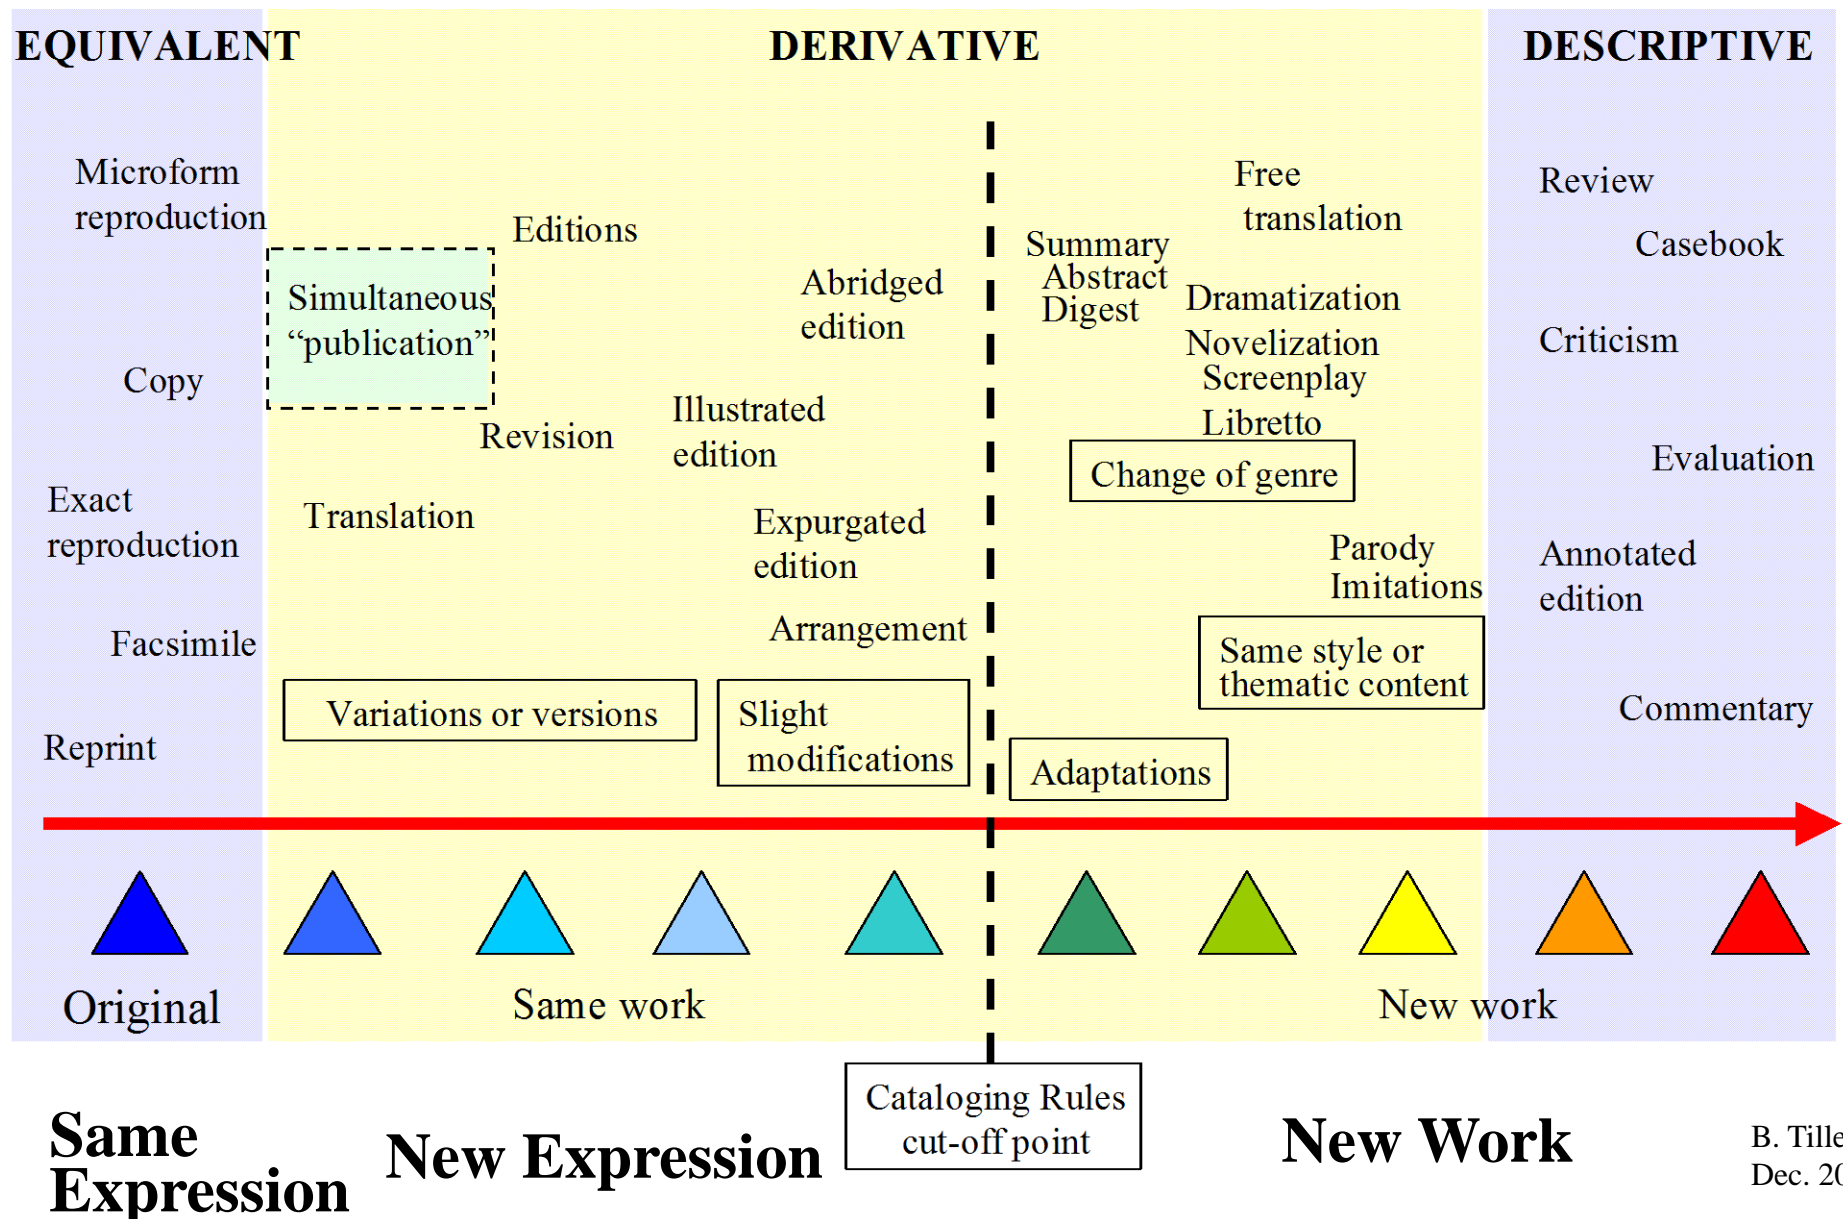 EQUIVALENT
DERIVATIVE
DESCRIPTIVE
Microform
reproduction
Copy
Exact
reproduction
Facsimile
Reprint
Simultaneous
“publication”
Editions
Revision
Translation
Abridged
edition
Illustrated
edition
Expurgated
edition
Arrangement
Variations or versions
Slight
modifications
Free
translation
Summary
Abstract
Digest
Dramatization
Novelization
Screenplay
Libretto
Change of genre
Parody
Imitations
Same style or
thematic content
Adaptations
Review
Casebook
Criticism
Evaluation
Annotated
edition
Commentary
Original
Same work
New work
Same
Expression
New Expression
Cataloging Rules
cut-off point
New Work
B. Tille
Dec. 20